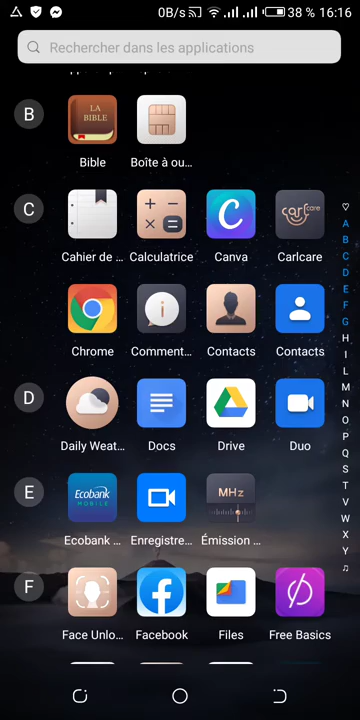 0B/s 38 % 16:16
Rechercher dans les applications
B
LA
BIBLE
Bible
Boîte à ou...
C
Cahier de ...
Calculatrice
C
Canva
carlcare
Carlcare
Chrome
i
Comment...
Contacts
Contacts
D
Daily Weat...
Docs
Drive
Duo
E
Ecobank
MOBILE
Ecobank ...
Enregistre...
MHz
Émission ...
F
Face Unlo...
f
Facebook
Files
Free Basics
A
B
C
D
E
F
G
H
I
L
M
N
O
P
Q
S
T
V
W
X
Y